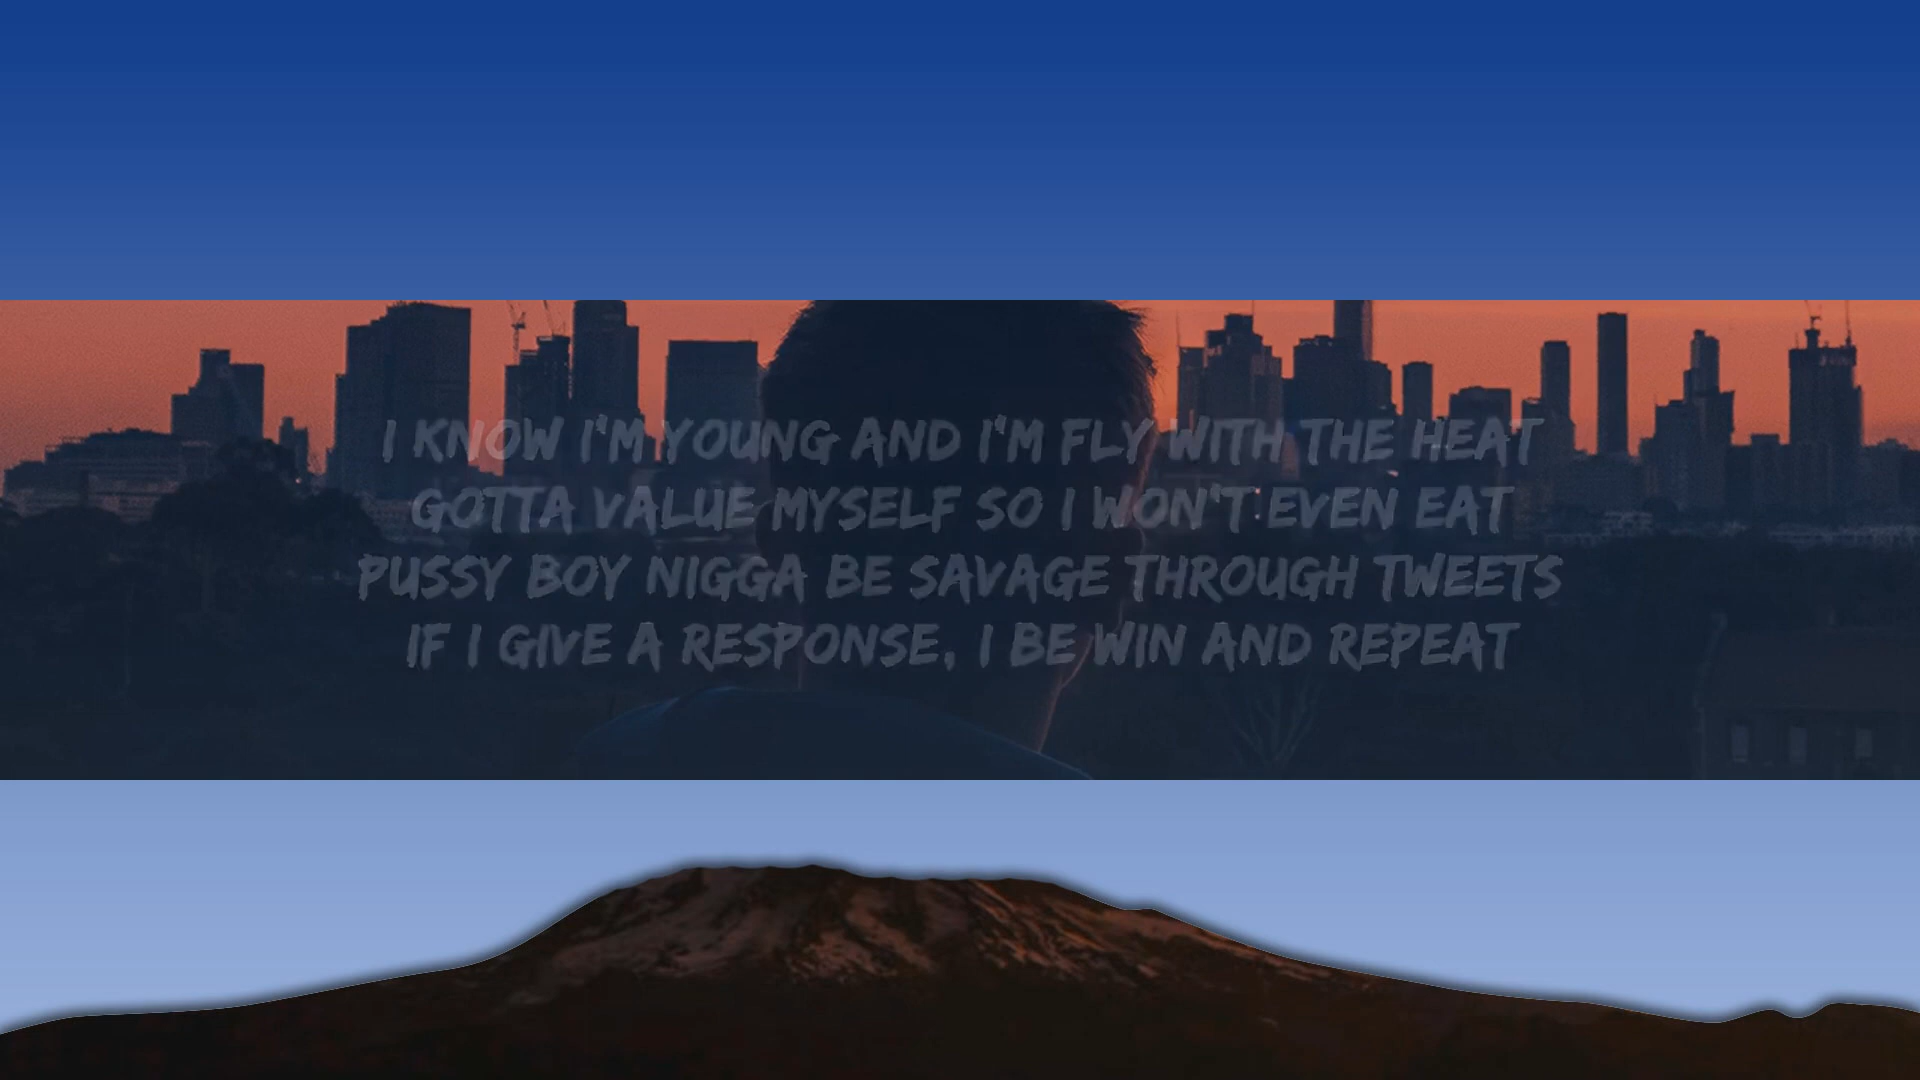 I KNOW I'M YOUNG AND I'M FLY WITH THE HEAT
GOTTA VALUE MYSELF SO I WON'T EVEN EAT
PUSSY BOY NIGGA BE SAVAGE THROUGH TWEETS
IF I GIVE A RESPONSE, I BE WIN AND REPEAT